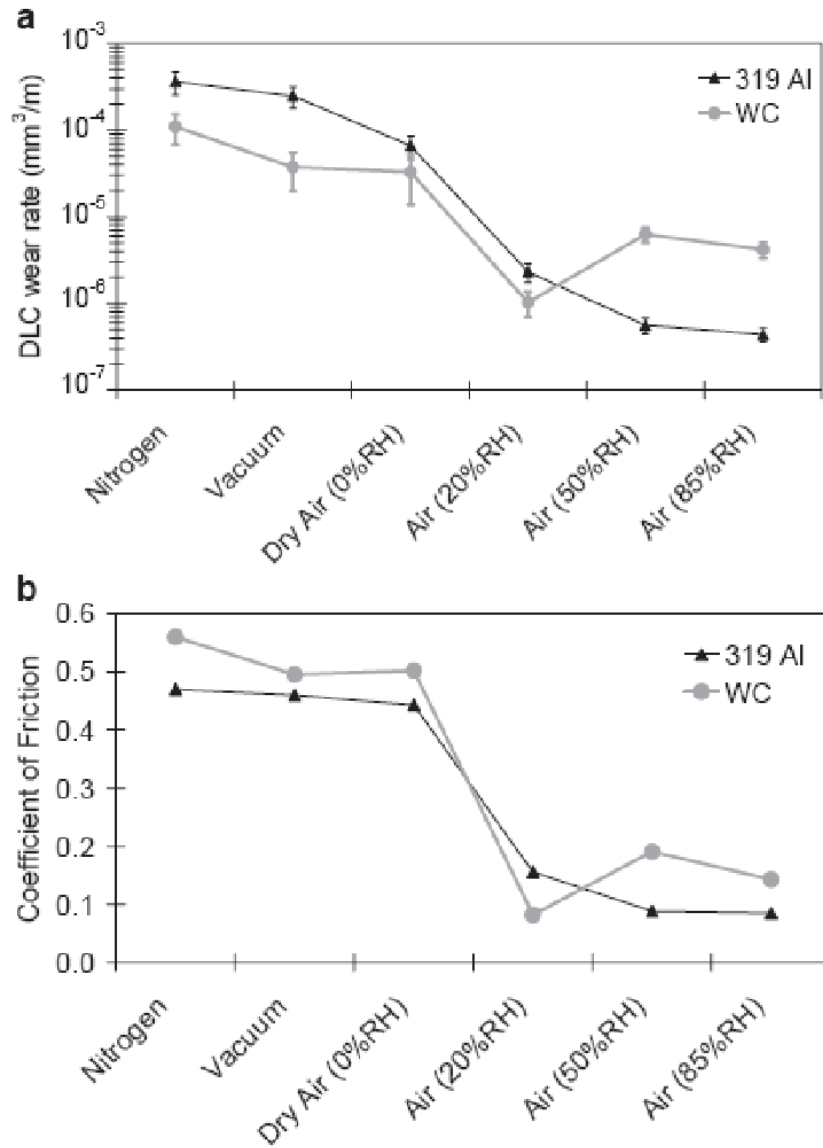 a
10⁻³
10⁻⁴
10⁻⁵
10⁻⁶
10⁻⁷
DLC wear rate (mm³/m)
319 Al
WC
Nitrogen
Vacuum
Dry Air (0%RH)
Air (20%RH)
Air (50%RH)
Air (85%RH)
b
0.6
0.5
0.4
0.3
0.2
0.1
0.0
Coefficient of Friction
319 Al
WC
Nitrogen
Vacuum
Dry Air (0%RH)
Air (20%RH)
Air (50%RH)
Air (85%RH)